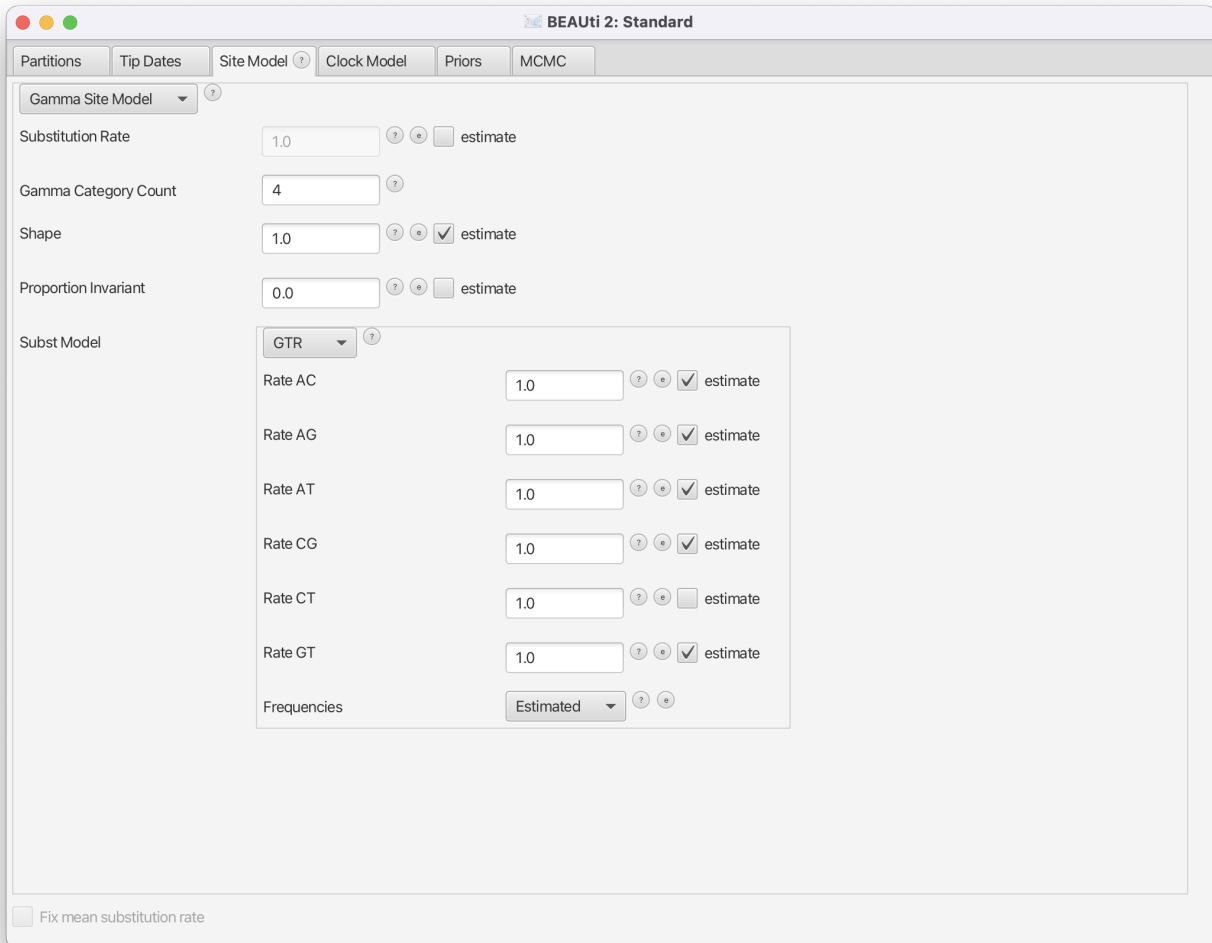 BEAUti 2: Standard
Partitions Tip Dates Site Model ? Clock Model Priors MCMC
Gamma Site Model ?
Substitution Rate 1.0 ? e estimate
Gamma Category Count 4 ?
Shape 1.0 ? e estimate
Proportion Invariant 0.0 ? e estimate
Subst Model GTR ?
Rate AC 1.0 ? e estimate
Rate AG 1.0 ? e estimate
Rate AT 1.0 ? e estimate
Rate CG 1.0 ? e estimate
Rate CT 1.0 ? e estimate
Rate GT 1.0 ? e estimate
Frequencies Estimated ? e
Fix mean substitution rate